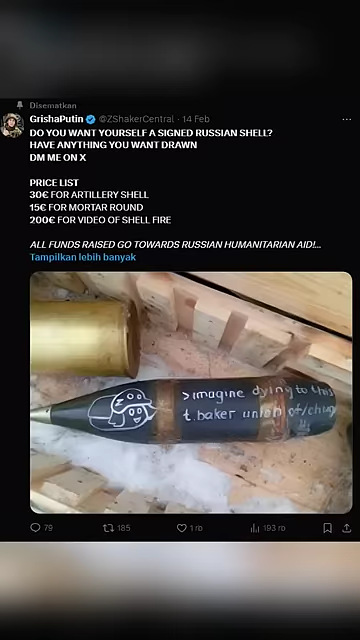 Disematkan
GrishaPutin @ZShakerCentral · 14 Feb
DO YOU WANT YOURSELF A SIGNED RUSSIAN SHELL?
HAVE ANYTHING YOU WANT DRAWN
DM ME ON X
PRICE LIST
30€ FOR ARTILLERY SHELL
15€ FOR MORTAR ROUND
200€ FOR VIDEO OF SHELL FIRE
ALL FUNDS RAISED GO TOWARDS RUSSIAN HUMANITARIAN AID!...
Tampilkan lebih banyak
>imagine dying to this
t. baker union of /chug
79 185 1 rb 193 rb